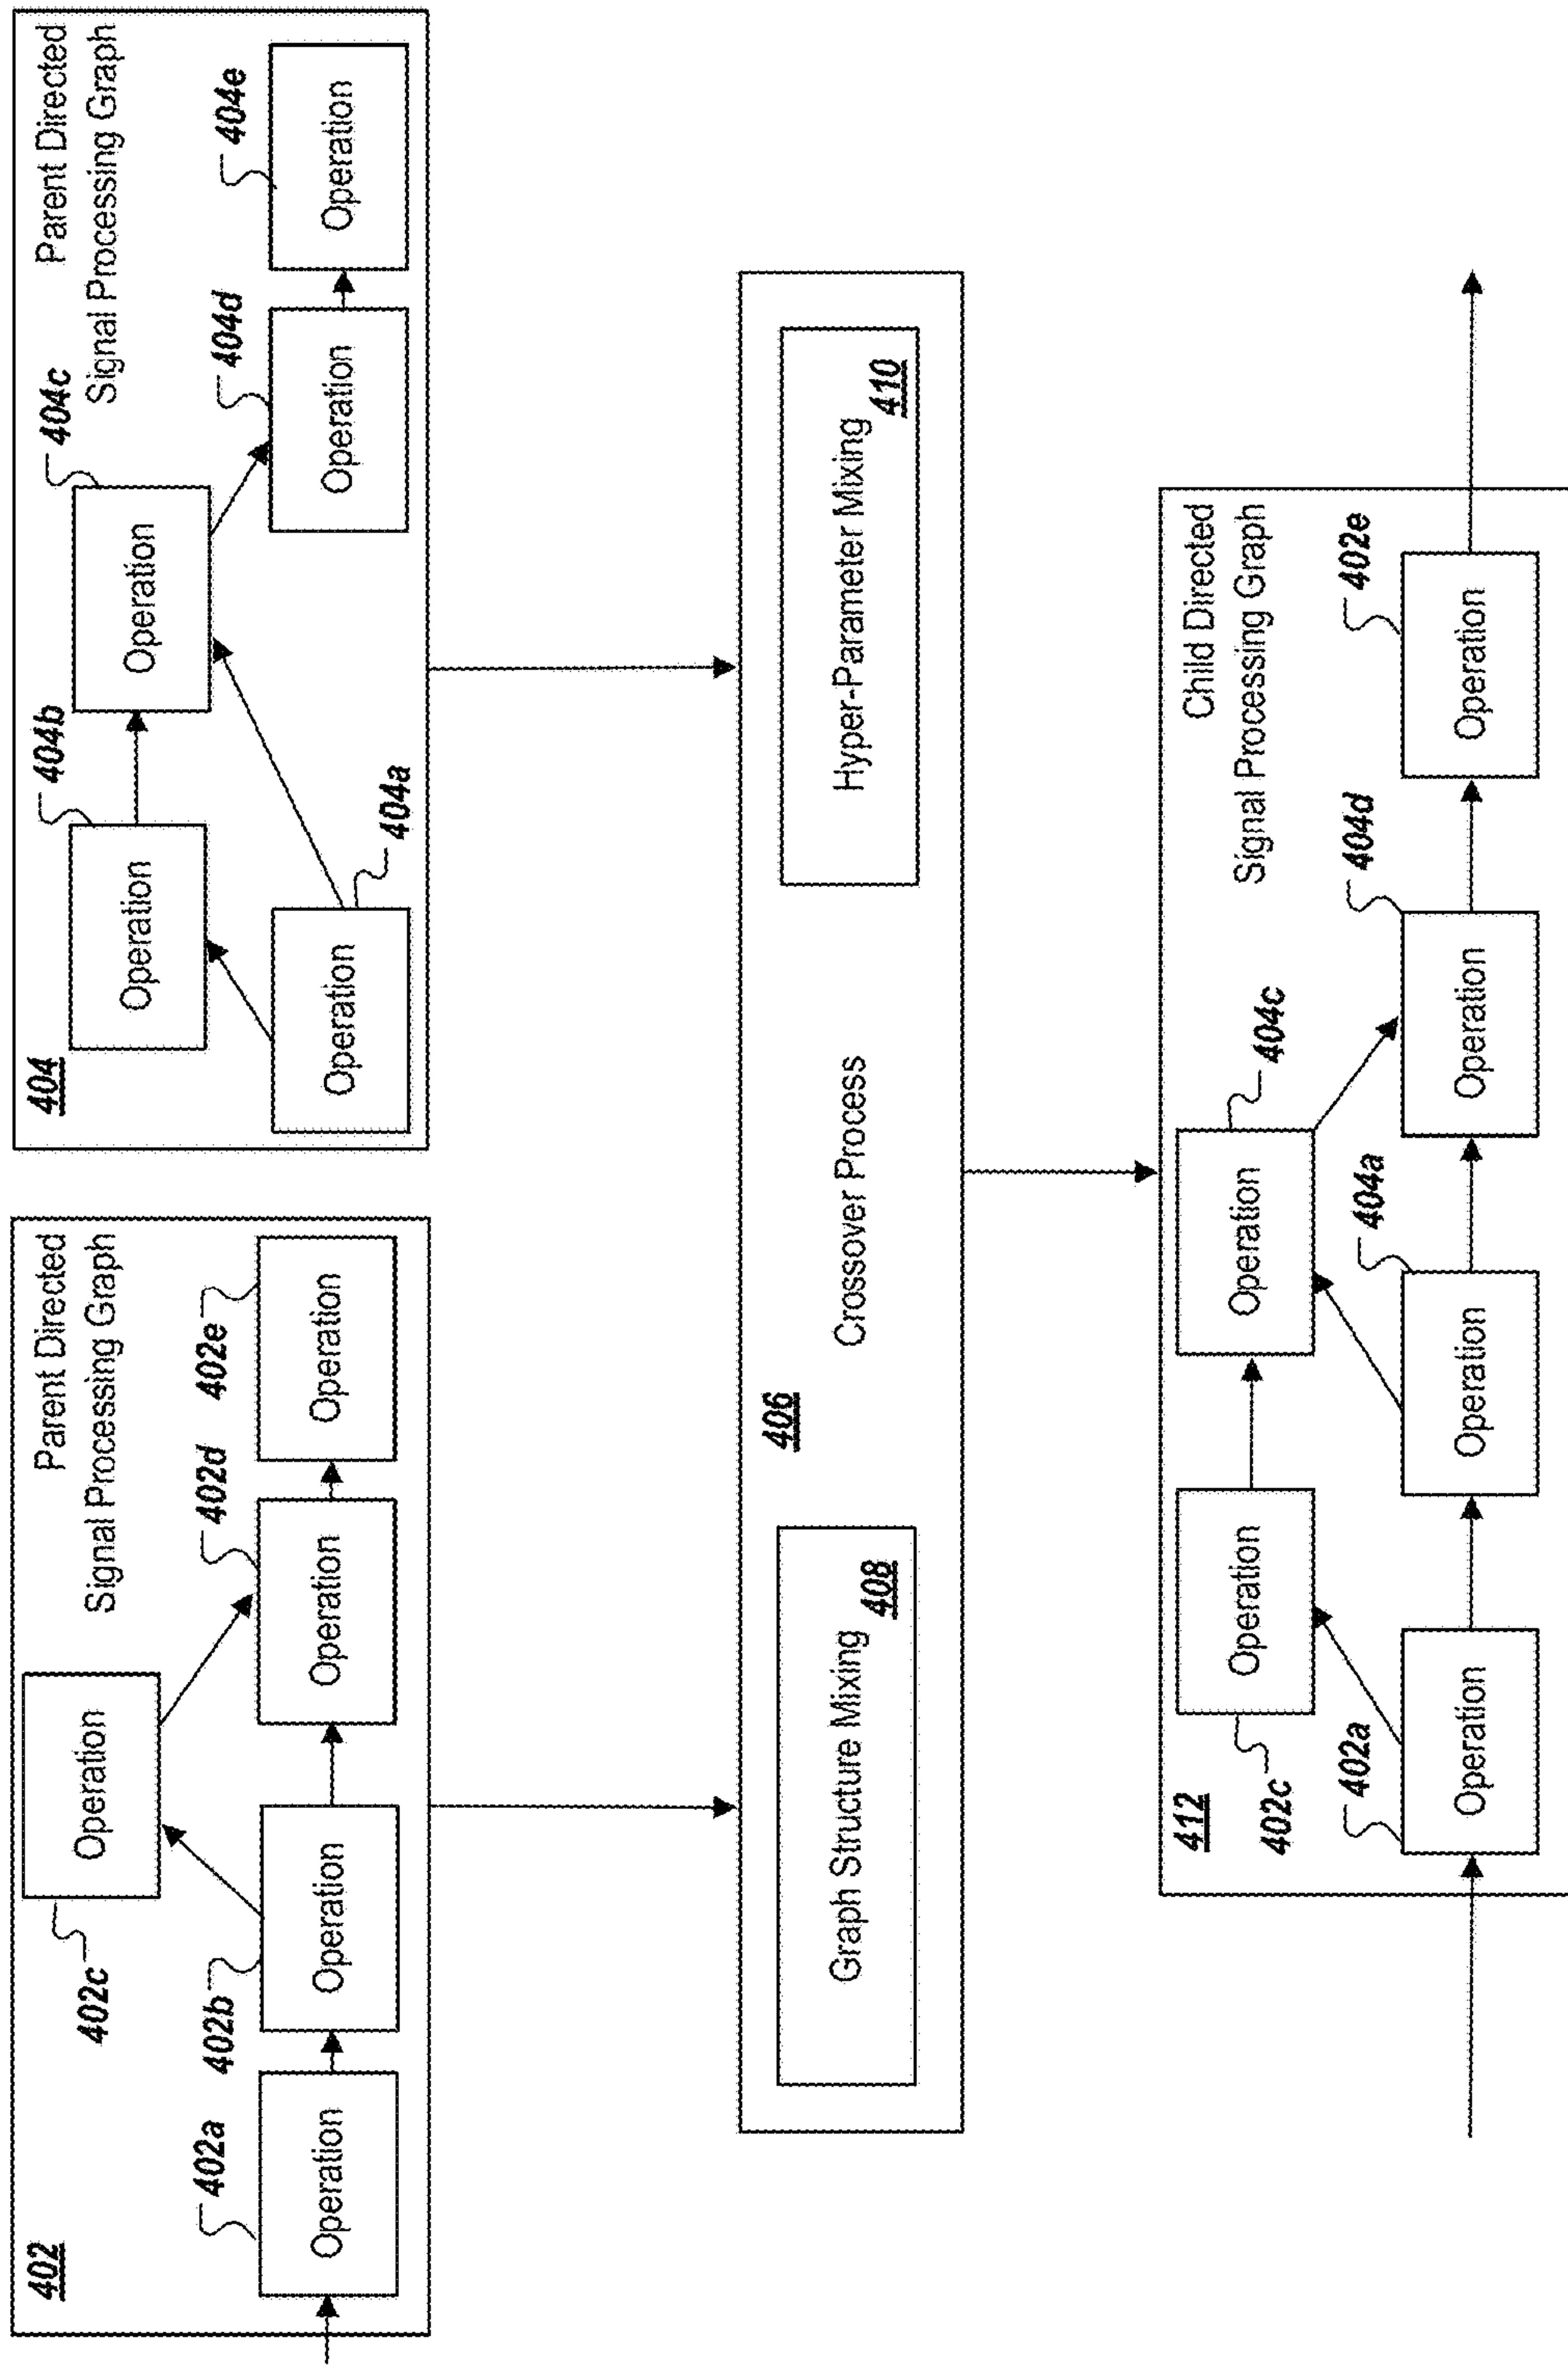 402
Parent Directed
Signal Processing Graph
402c
Operation
402a
402b
402d
402e
Operation
Operation
Operation
Operation
404
Parent Directed
Signal Processing Graph
404b
404c
Operation
Operation
404a
404d
404e
Operation
Operation
Operation
406
Crossover Process
Graph Structure Mixing
408
Hyper-Parameter Mixing
410
412
Child Directed
Signal Processing Graph
402c
Operation
Operation
404c
402a
404a
404d
402e
Operation
Operation
Operation
Operation